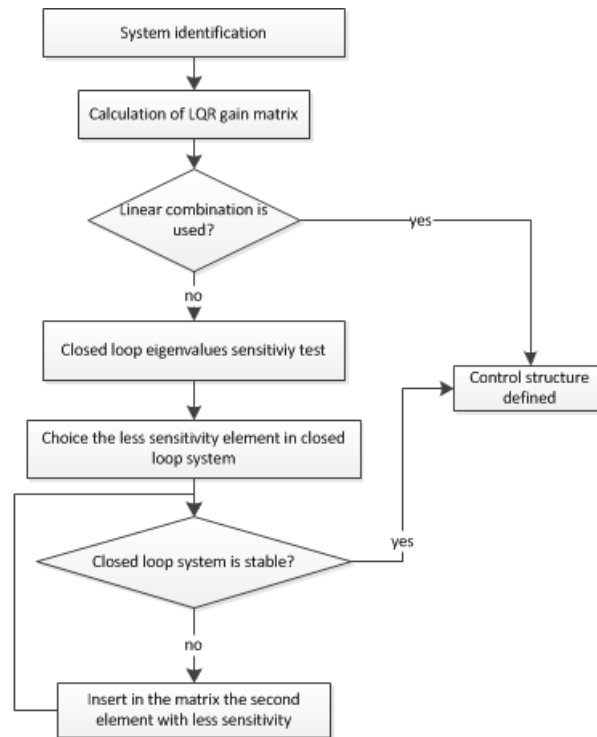 System identification
Calculation of LQR gain matrix
Linear combination is
used?
yes
no
Closed loop eigenvalues sensitiviy test
Control structure
defined
Choice the less sensitivity element in closed
loop system
Closed loop system is stable?
yes
no
Insert in the matrix the second
element with less sensitivity